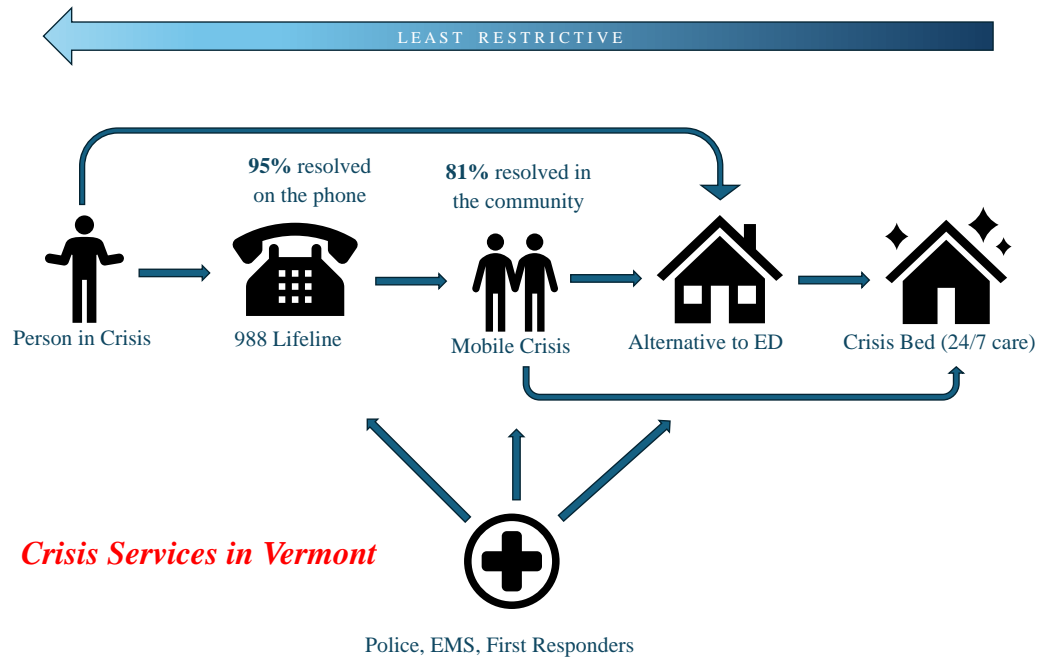 LEAST RESTRICTIVE
95% resolved
on the phone
81% resolved in
the community
Person in Crisis
988 Lifeline
Mobile Crisis
Alternative to ED
Crisis Bed (24/7 care)
Crisis Services in Vermont
Police, EMS, First Responders